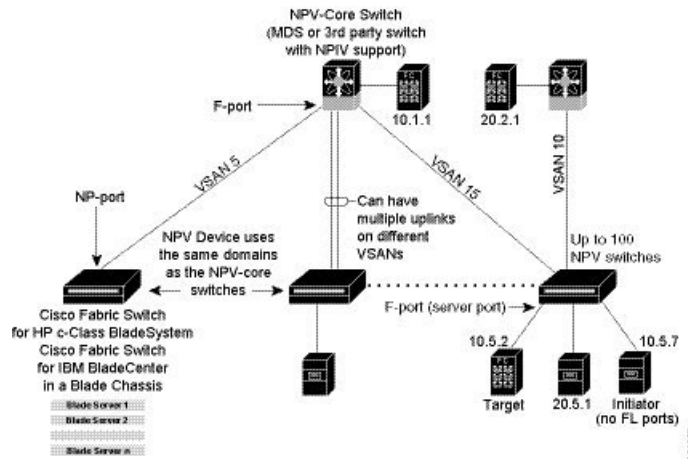 NPV-Core Switch
(MDS or 3rd party switch
with NPIV support)
F-port
10.1.1
20.2.1
VSAN 5
VSAN 15
VSAN 10
NP-port
Can have
multiple uplinks
on different
VSANs
NPV Device uses
the same domains
as the NPV-core
switches
Up to 100
NPV switches
Cisco Fabric Switch
for HP c-Class BladeSystem
Cisco Fabric Switch
for IBM BladeCenter
in a Blade Chassis
F-port (server port)
10.5.2
10.5.7
FC
Target
20.5.1
Initiator
(no FL ports)
Blade Server 1
Blade Server 2
Blade Server n